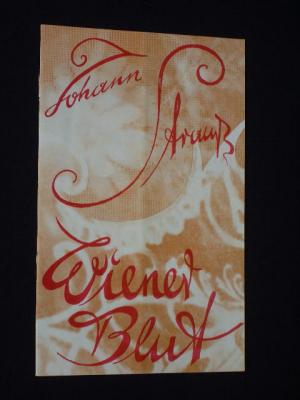 Johann
Strauß
Wiener
Blut